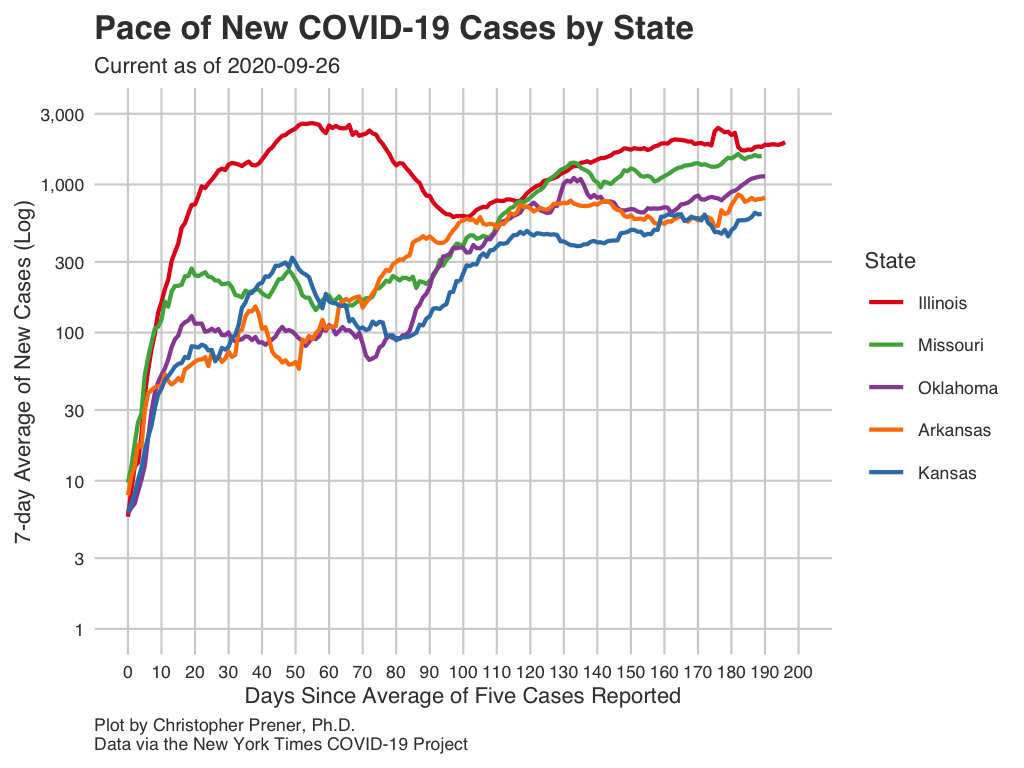 Pace of New COVID-19 Cases by State
Current as of 2020-09-26
7-day Average of New Cases (Log)
3,000
1,000
300
100
30
10
3
1
0 10 20 30 40 50 60 70 80 90 100 110 120 130 140 150 160 170 180 190 200
Days Since Average of Five Cases Reported
State
Illinois
Missouri
Oklahoma
Arkansas
Kansas
Plot by Christopher Prener, Ph.D.
Data via the New York Times COVID-19 Project